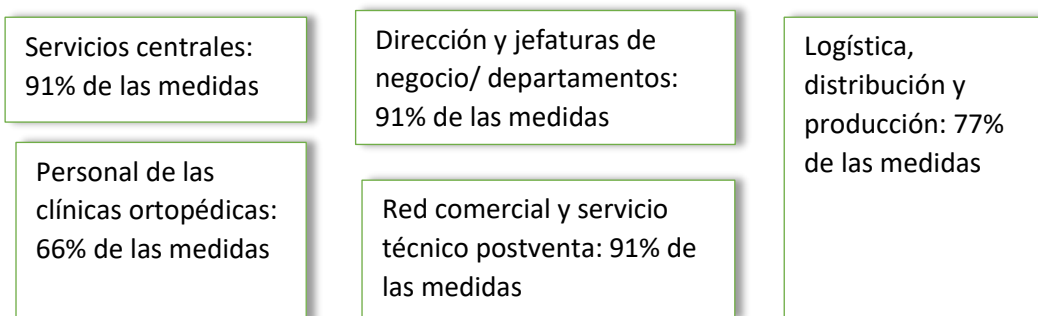 Servicios centrales:
91% de las medidas
Personal de las
clínicas ortopédicas:
66% de las medidas
Dirección y jefaturas de
negocio/ departamentos:
91% de las medidas
Red comercial y servicio
técnico postventa: 91% de
las medidas
Logística,
distribución y
producción: 77%
de las medidas